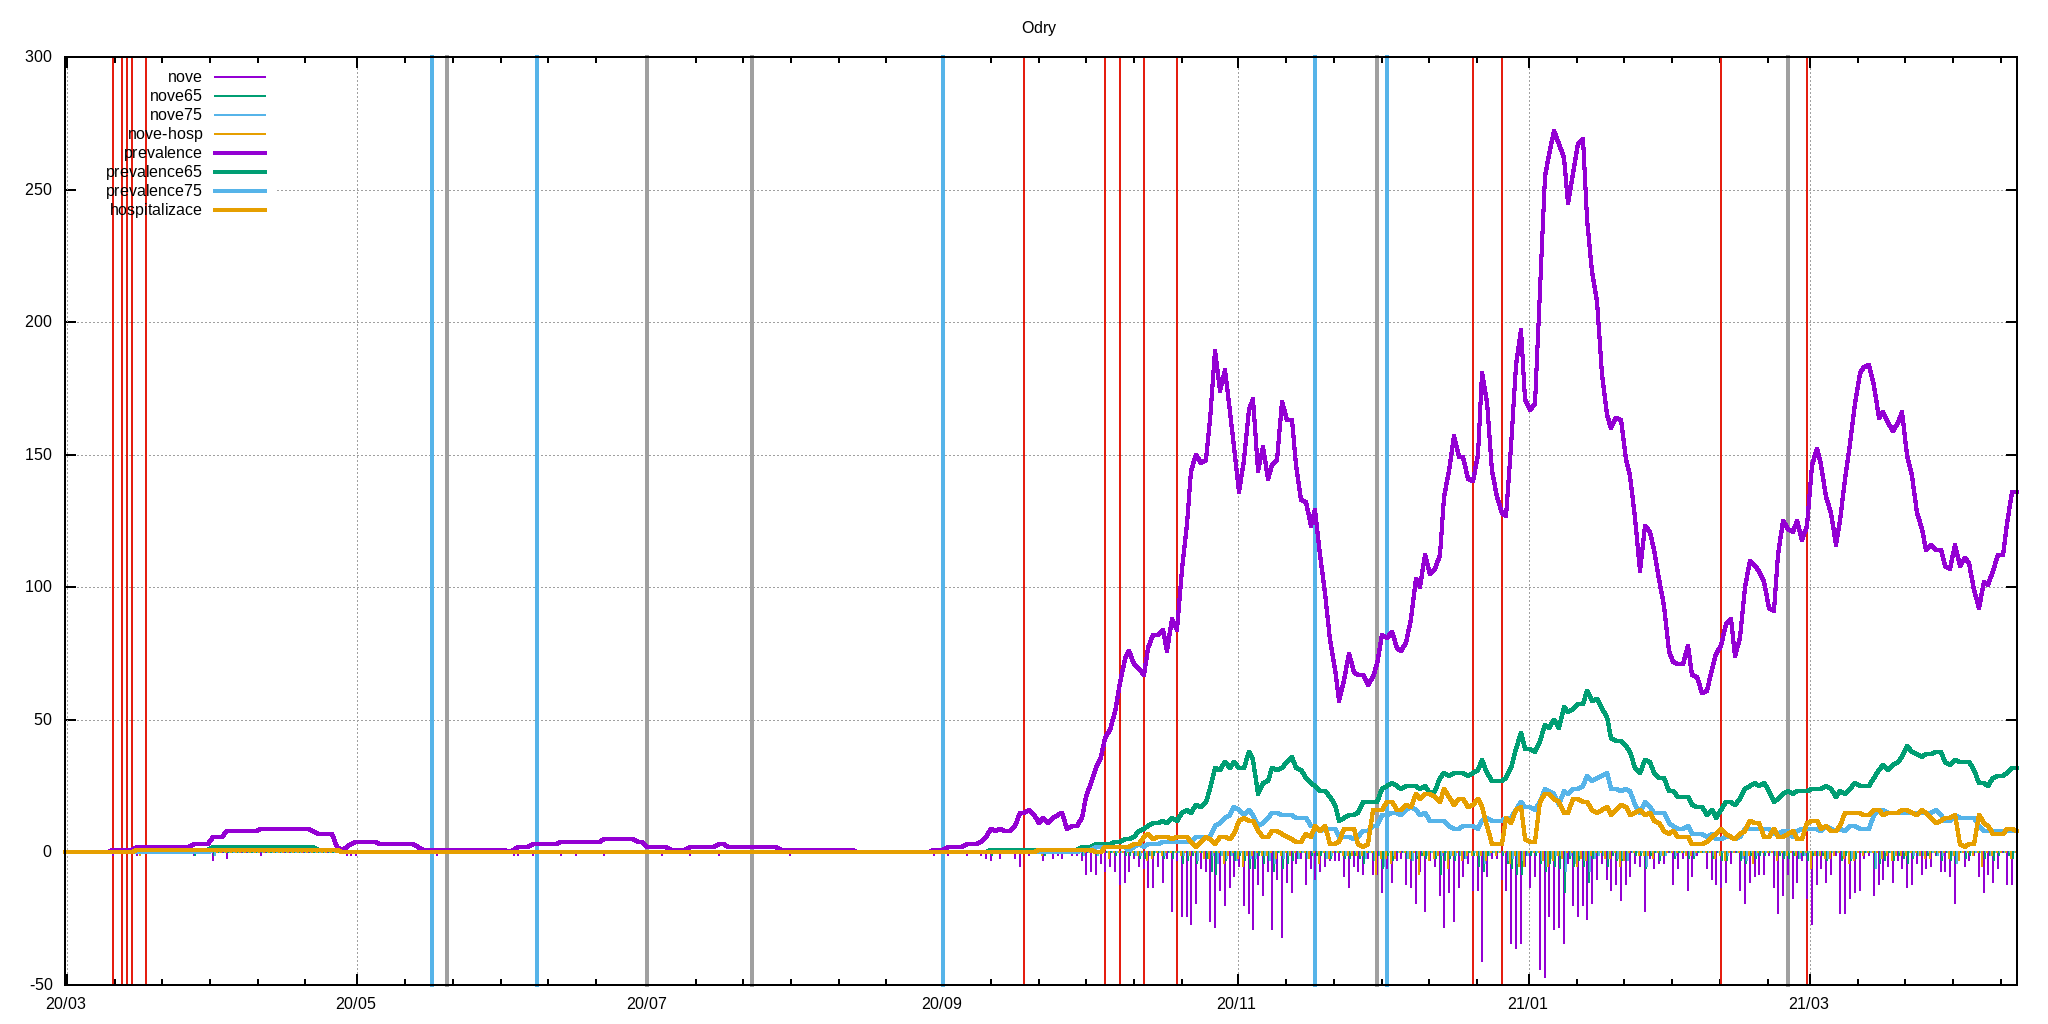 Odry
300
nove
nove65
nove75
nove-hosp
prevalence
prevalence65
prevalence75
hospitalizace
250
200
150
100
50
0
-50
20/03 20/05 20/07 20/09 20/11 21/01 21/03